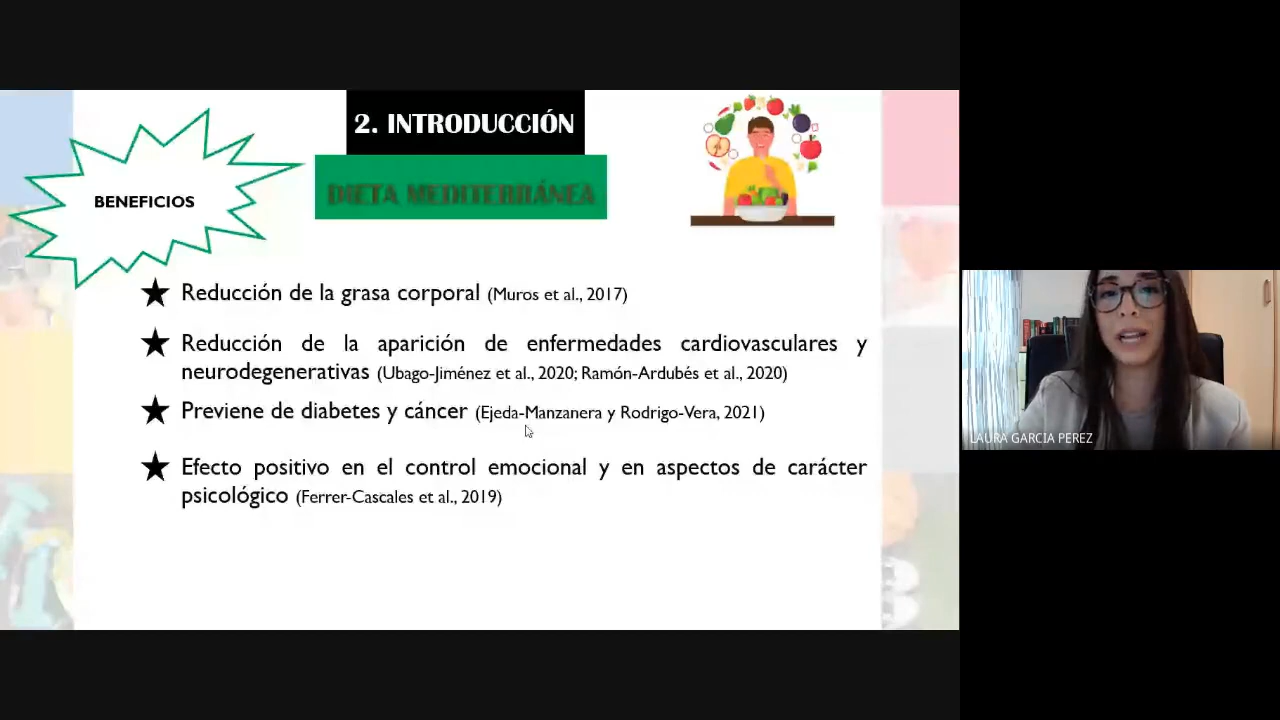 2. INTRODUCCIÓN
DIETA MEDITERRÁNEA
BENEFICIOS
Reducción de la grasa corporal (Muros et al., 2017)
Reducción de la aparición de enfermedades cardiovasculares y
neurodegenerativas (Ubago-Jiménez et al., 2020; Ramón-Ardubés et al., 2020)
Previene de diabetes y cáncer (Ejeda-Manzanera y Rodrigo-Vera, 2021)
Efecto positivo en el control emocional y en aspectos de carácter
psicológico (Ferrer-Cascales et al., 2019)
LAURA GARCIA PEREZ